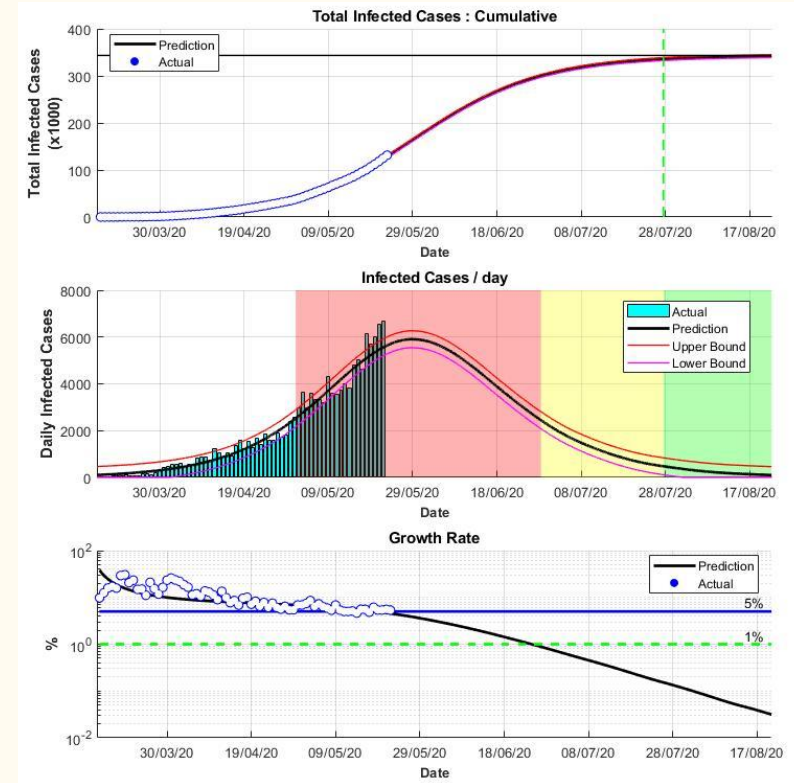 Total Infected Cases : Cumulative
400
300
200
100
0
Total Infected Cases
(x1000)
Prediction
Actual
30/03/20 19/04/20 09/05/20 29/05/20 18/06/20 08/07/20 28/07/20 17/08/20
Date
Infected Cases / day
8000
6000
4000
2000
0
Daily Infected Cases
Actual
Prediction
Upper Bound
Lower Bound
30/03/20 19/04/20 09/05/20 29/05/20 18/06/20 08/07/20 28/07/20 17/08/20
Date
Growth Rate
10^2
10^0
10^-2
%
Prediction
Actual
5%
1%
30/03/20 19/04/20 09/05/20 29/05/20 18/06/20 08/07/20 28/07/20 17/08/20
Date